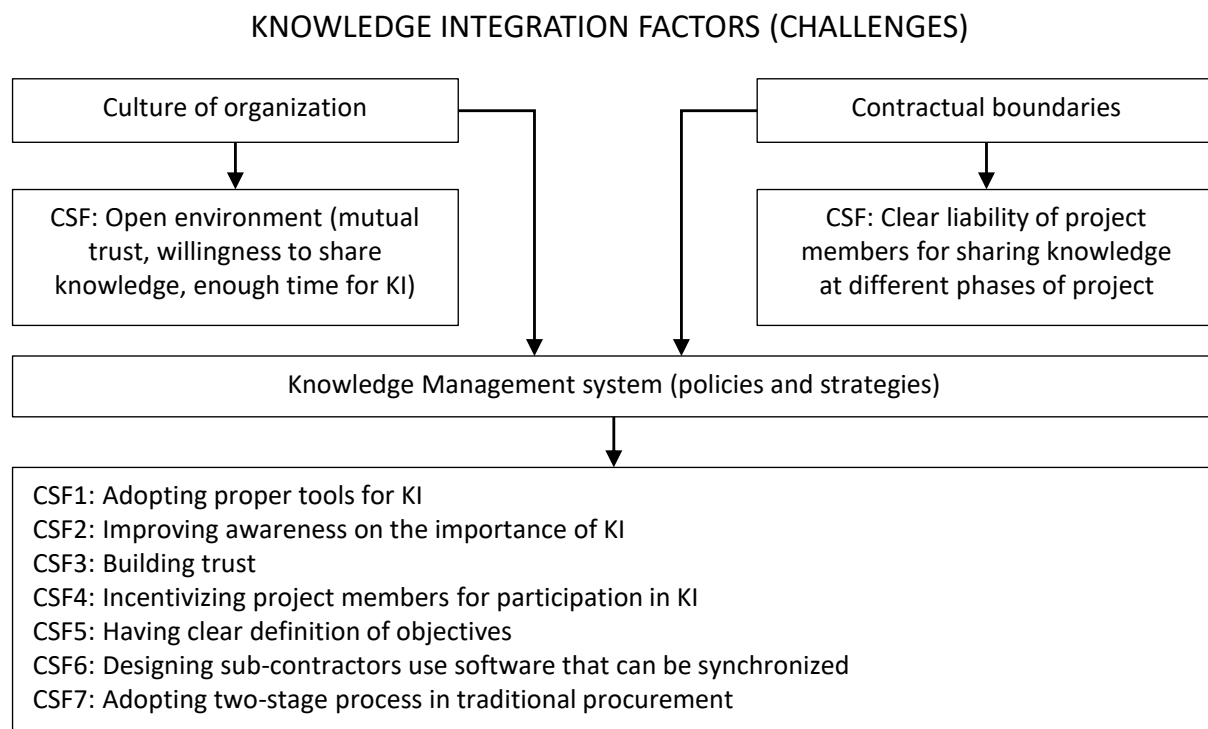 KNOWLEDGE INTEGRATION FACTORS (CHALLENGES)
Culture of organization
Contractual boundaries
CSF: Open environment (mutual
trust, willingness to share
knowledge, enough time for KI)
CSF: Clear liability of project
members for sharing knowledge
at different phases of project
Knowledge Management system (policies and strategies)
CSF1: Adopting proper tools for KI
CSF2: Improving awareness on the importance of KI
CSF3: Building trust
CSF4: Incentivizing project members for participation in KI
CSF5: Having clear definition of objectives
CSF6: Designing sub-contractors use software that can be synchronized
CSF7: Adopting two-stage process in traditional procurement